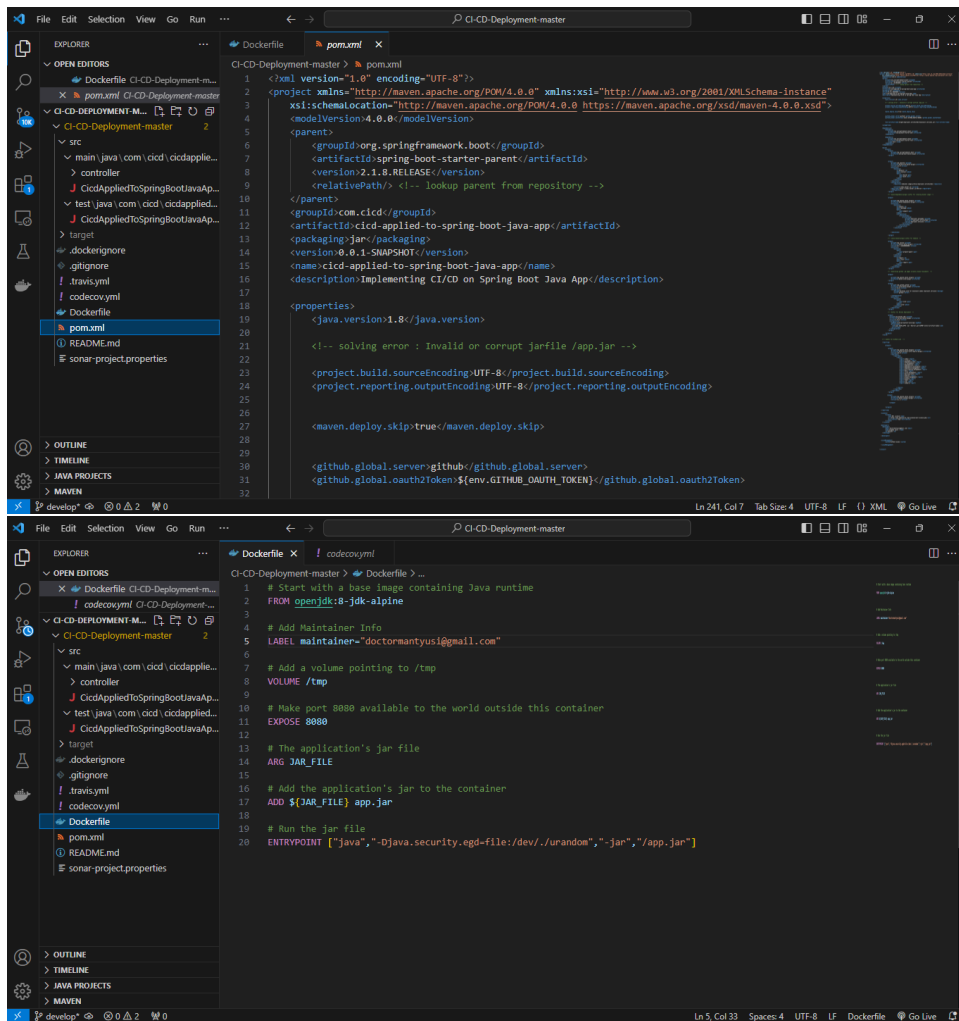 File Edit Selection View Go Run ··· CI-CD-Deployment-master
EXPLORER ···
OPEN EDITORS
Dockerfile CI-CD-Deployment-m...
pom.xml CI-CD-Deployment-master
CI-CD-DEPLOYMENT-M...
CI-CD-Deployment-master 2
src
main\java\com\cicd\cicdapplie...
controller
J CicdAppliedToSpringBootJavaAp...
test\java\com\cicd\cicdapplied...
J CicdAppliedToSpringBootJavaAp...
target
.dockerignore
.gitignore
! .travis.yml
! codecov.yml
Dockerfile
pom.xml
README.md
sonar-project.properties
OUTLINE
TIMELINE
JAVA PROJECTS
MAVEN
10K
1
Dockerfile pom.xml
CI-CD-Deployment-master > pom.xml
1 <?xml version="1.0" encoding="UTF-8"?>
2 <project xmlns="http://maven.apache.org/POM/4.0.0" xmlns:xsi="http://www.w3.org/2001/XMLSchema-instance"
3 xsi:schemaLocation="http://maven.apache.org/POM/4.0.0 https://maven.apache.org/xsd/maven-4.0.0.xsd">
4 <modelVersion>4.0.0</modelVersion>
5 <parent>
6 <groupId>org.springframework.boot</groupId>
7 <artifactId>spring-boot-starter-parent</artifactId>
8 <version>2.1.8.RELEASE</version>
9 <relativePath/> <!-- lookup parent from repository -->
10 </parent>
11 <groupId>com.cicd</groupId>
12 <artifactId>cicd-applied-to-spring-boot-java-app</artifactId>
13 <packaging>jar</packaging>
14 <version>0.0.1-SNAPSHOT</version>
15 <name>cicd-applied-to-spring-boot-java-app</name>
16 <description>Implementing CI/CD on Spring Boot Java App</description>
17
18 <properties>
19 <java.version>1.8</java.version>
20
21 <!-- solving error : Invalid or corrupt jarfile /app.jar -->
22
23 <project.build.sourceEncoding>UTF-8</project.build.sourceEncoding>
24 <project.reporting.outputEncoding>UTF-8</project.reporting.outputEncoding>
25
26
27 <maven.deploy.skip>true</maven.deploy.skip>
28
29
30 <github.global.server>github</github.global.server>
31 <github.global.oauth2Token>${env.GITHUB_OAUTH_TOKEN}</github.global.oauth2Token>
32
develop* 0 2 0 Ln 241, Col 7 Tab Size: 4 UTF-8 LF {} XML Go Live
File Edit Selection View Go Run ··· CI-CD-Deployment-master
EXPLORER ···
OPEN EDITORS
Dockerfile CI-CD-Deployment-m...
! codecov.yml CI-CD-Deployment-...
CI-CD-DEPLOYMENT-M...
CI-CD-Deployment-master 2
src
main\java\com\cicd\cicdapplie...
controller
J CicdAppliedToSpringBootJavaAp...
test\java\com\cicd\cicdapplied...
J CicdAppliedToSpringBootJavaAp...
target
.dockerignore
.gitignore
! .travis.yml
! codecov.yml
Dockerfile
pom.xml
README.md
sonar-project.properties
OUTLINE
TIMELINE
JAVA PROJECTS
MAVEN
1
Dockerfile ! codecov.yml
CI-CD-Deployment-master > Dockerfile > ...
1 # Start with a base image containing Java runtime
2 FROM openjdk:8-jdk-alpine
3
4 # Add Maintainer Info
5 LABEL maintainer="doctormantyusi@gmail.com"
6
7 # Add a volume pointing to /tmp
8 VOLUME /tmp
9
10 # Make port 8080 available to the world outside this container
11 EXPOSE 8080
12
13 # The application's jar file
14 ARG JAR_FILE
15
16 # Add the application's jar to the container
17 ADD ${JAR_FILE} app.jar
18
19 # Run the jar file
20 ENTRYPOINT ["java","-Djava.security.egd=file:/dev/./urandom","-jar","/app.jar"]
develop* 0 2 0 Ln 5, Col 33 Spaces: 4 UTF-8 LF Dockerfile Go Live